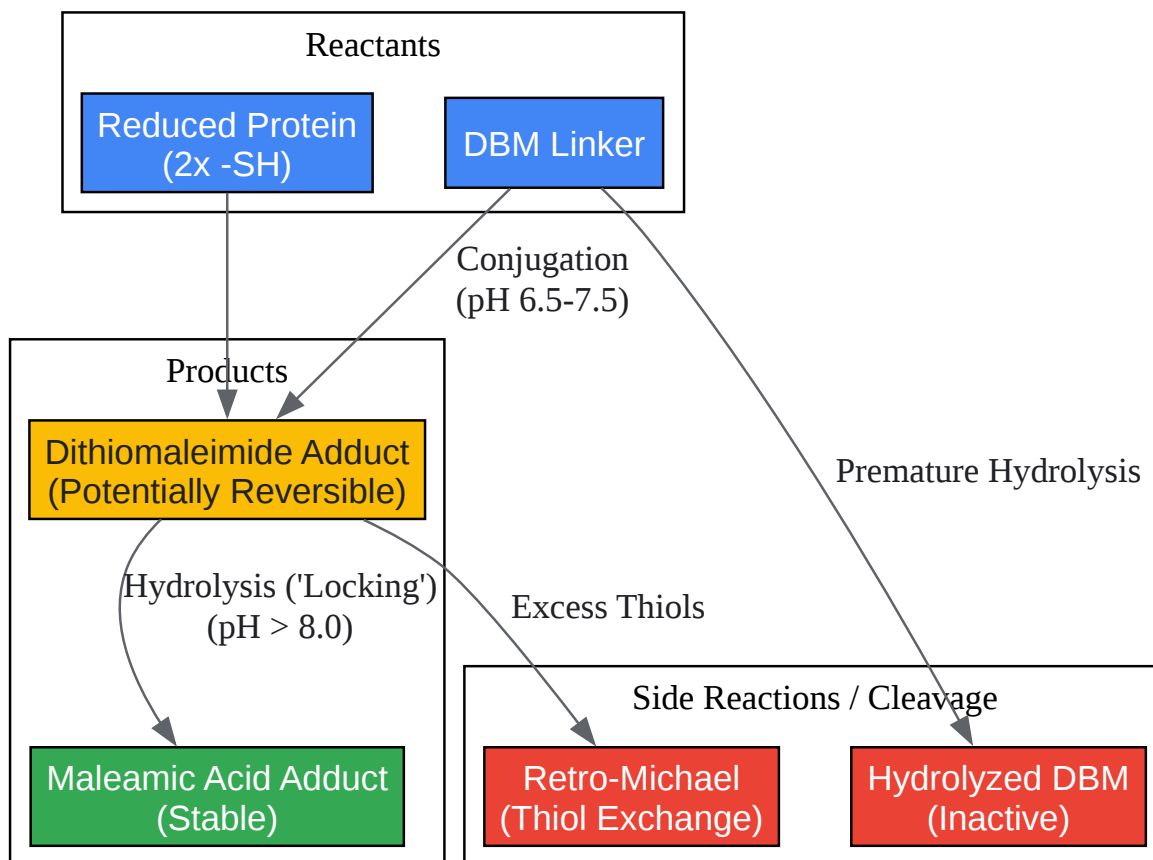 Reactants
Reduced Protein
(2x -SH)
DBM Linker
Conjugation
(pH 6.5-7.5)
Products
Dithiomaleimide Adduct
(Potentially Reversible)
Premature Hydrolysis
Hydrolysis ('Locking')
(pH > 8.0)
Excess Thiols
Side Reactions / Cleavage
Maleamic Acid Adduct
(Stable)
Retro-Michael
(Thiol Exchange)
Hydrolyzed DBM
(Inactive)